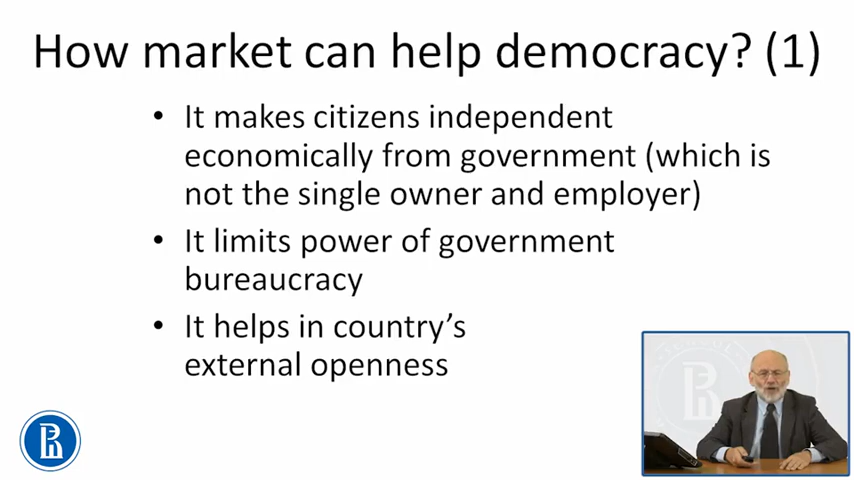 How market can help democracy? (1)
• It makes citizens independent
economically from government (which is
not the single owner and employer)
• It limits power of government
bureaucracy
• It helps in country's
external openness